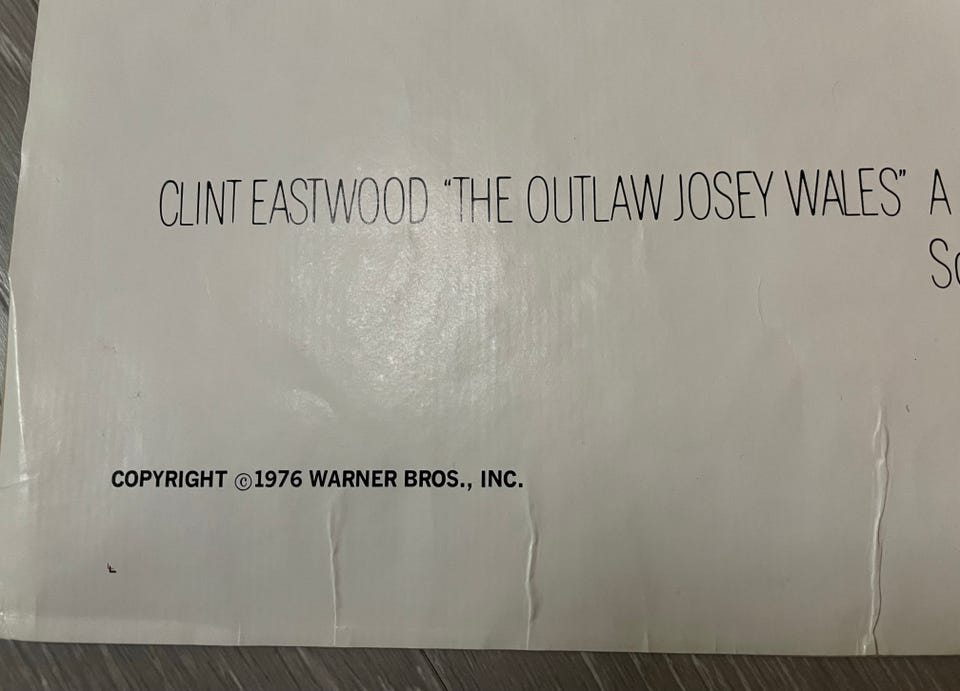 CLINT EASTWOOD "THE OUTLAW JOSEY WALES" A
COPYRIGHT ©1976 WARNER BROS., INC.